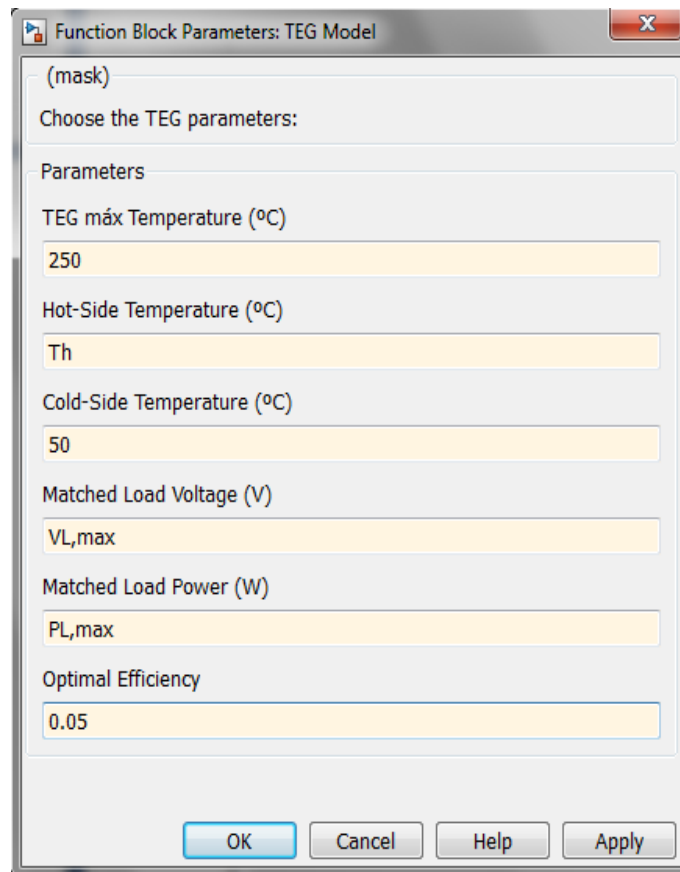 Function Block Parameters: TEG Model
(mask)
Choose the TEG parameters:
Parameters
TEG máx Temperature (ºC)
250
Hot-Side Temperature (ºC)
Th
Cold-Side Temperature (ºC)
50
Matched Load Voltage (V)
VL,max
Matched Load Power (W)
PL,max
Optimal Efficiency
0.05
OK Cancel Help Apply